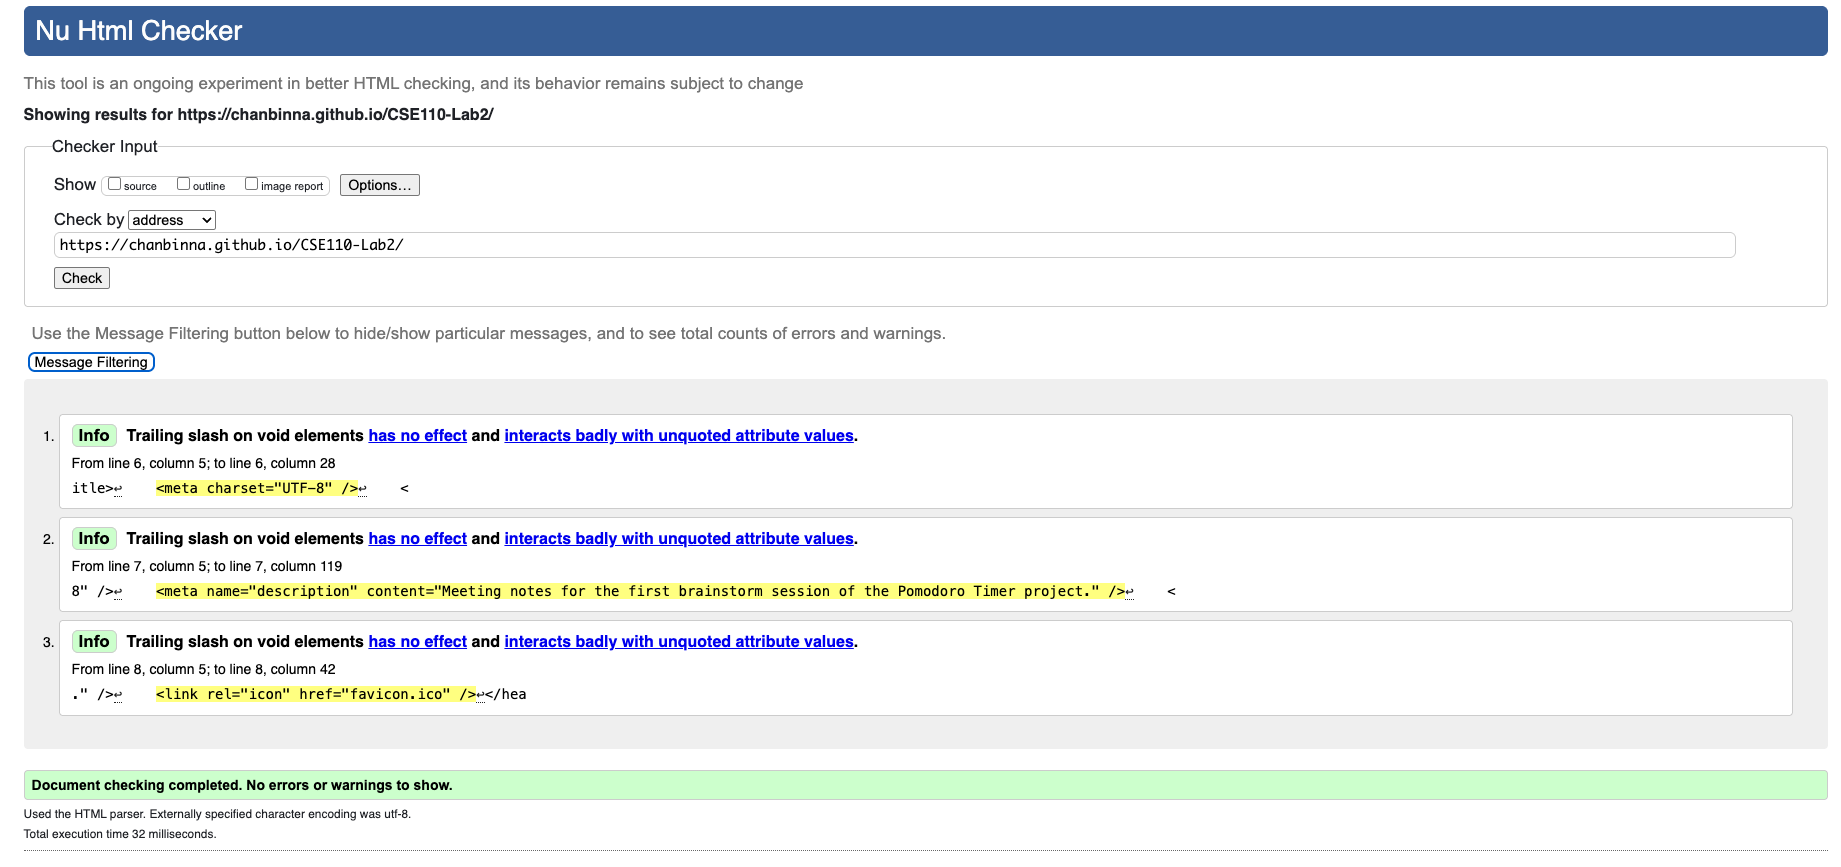 Nu Html Checker
This tool is an ongoing experiment in better HTML checking, and its behavior remains subject to change
Showing results for https://chanbinna.github.io/CSE110-Lab2/
Checker Input
Show source outline image report Options...
Check by address
https://chanbinna.github.io/CSE110-Lab2/
Check
Use the Message Filtering button below to hide/show particular messages, and to see total counts of errors and warnings.
Message Filtering
1. Info Trailing slash on void elements has no effect and interacts badly with unquoted attribute values.
From line 6, column 5; to line 6, column 28
itle>↩    <meta charset="UTF-8" />↩    <
2. Info Trailing slash on void elements has no effect and interacts badly with unquoted attribute values.
From line 7, column 5; to line 7, column 119
8" />↩    <meta name="description" content="Meeting notes for the first brainstorm session of the Pomodoro Timer project." />↩    <
3. Info Trailing slash on void elements has no effect and interacts badly with unquoted attribute values.
From line 8, column 5; to line 8, column 42
." />↩    <link rel="icon" href="favicon.ico" />↩</hea
Document checking completed. No errors or warnings to show.
Used the HTML parser. Externally specified character encoding was utf-8.
Total execution time 32 milliseconds.